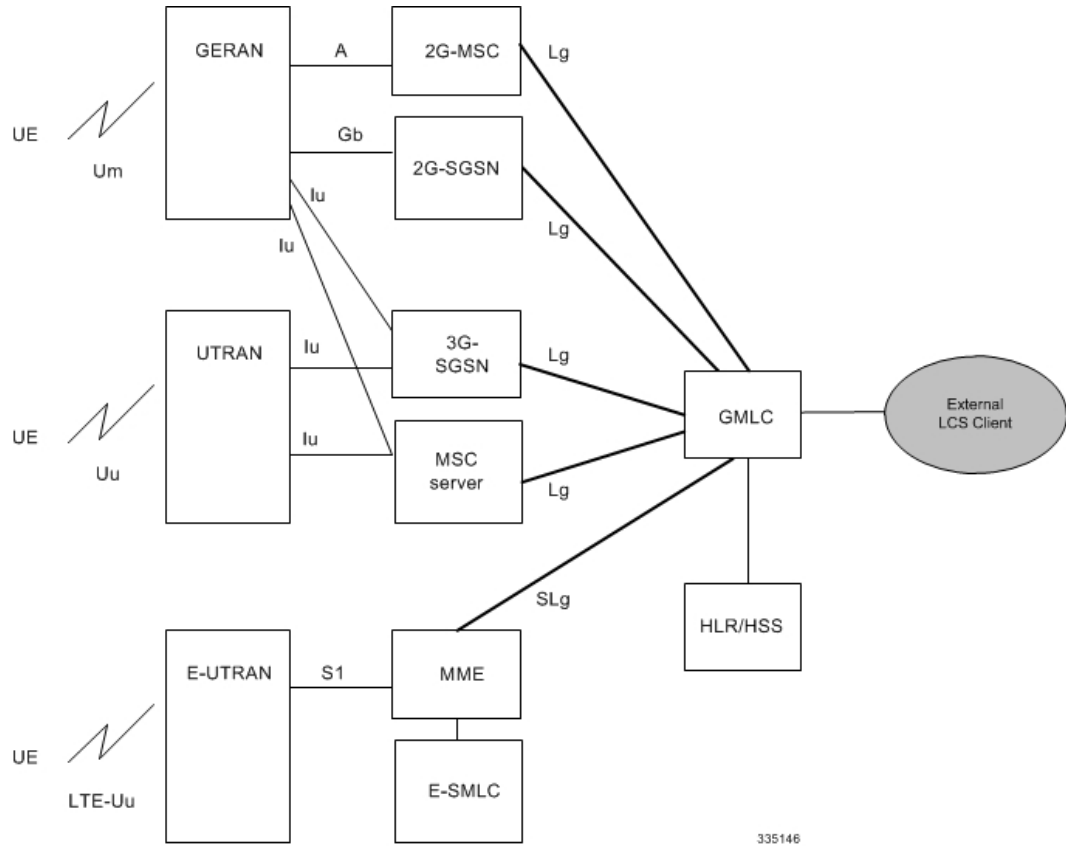 GERAN
A
2G-MSC
Lg
UE
Um
Gb
2G-SGSN
Iu
Lg
Iu
UTRAN
Iu
3G-
SGSN
Lg
GMLC
External
LCS Client
UE
Uu
Iu
MSC
server
Lg
SLg
HLR/HSS
E-UTRAN
S1
MME
UE
LTE-Uu
E-SMLC
335146